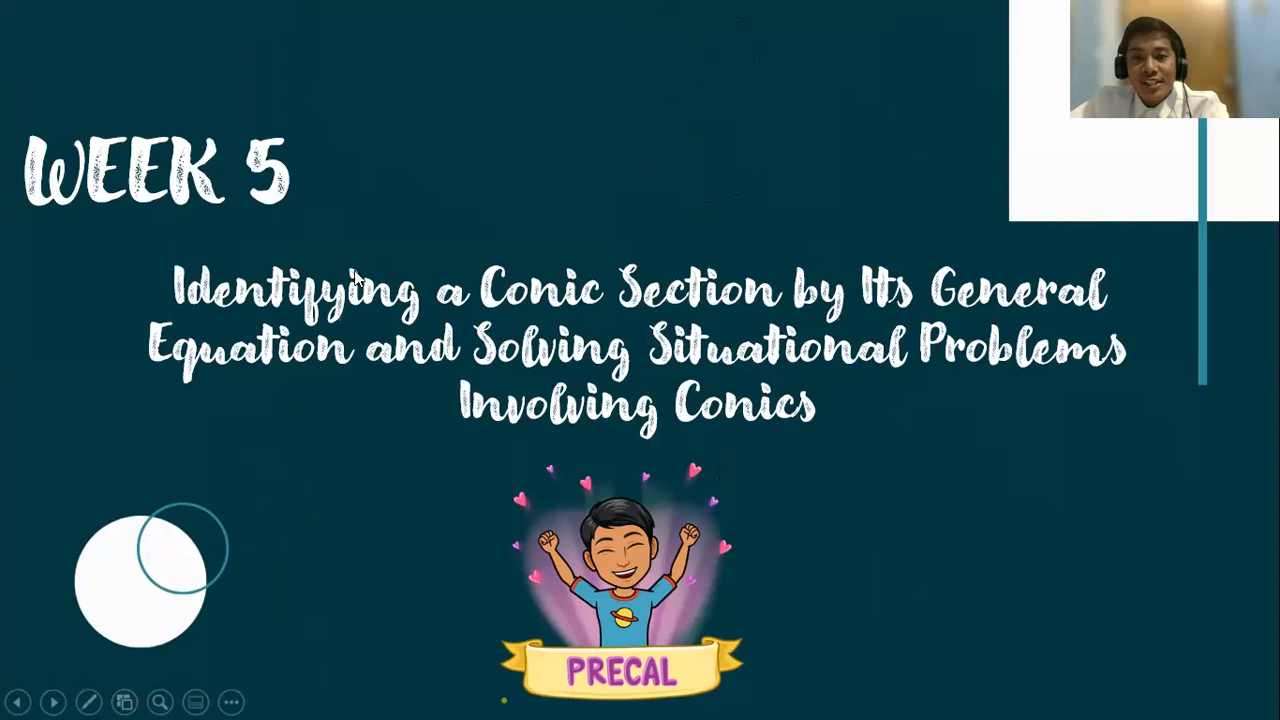 WEEK 5
Identifying a Conic Section by Its General
Equation and Solving Situational Problems
Involving Conics
PRECAL